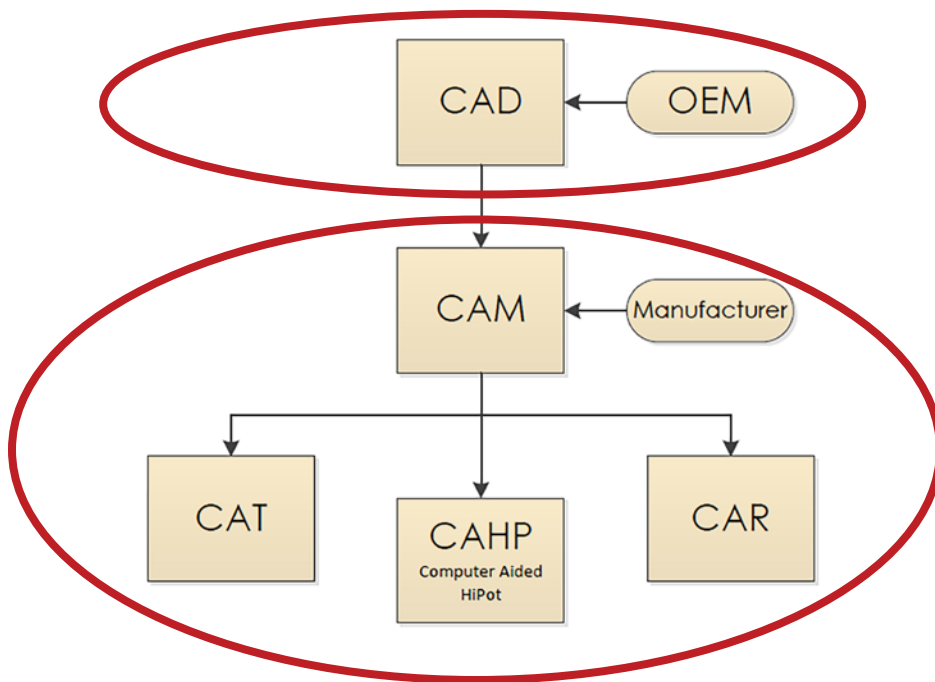 CAD
OEM
CAM
Manufacturer
CAT
CAHP
Computer Aided
HiPot
CAR